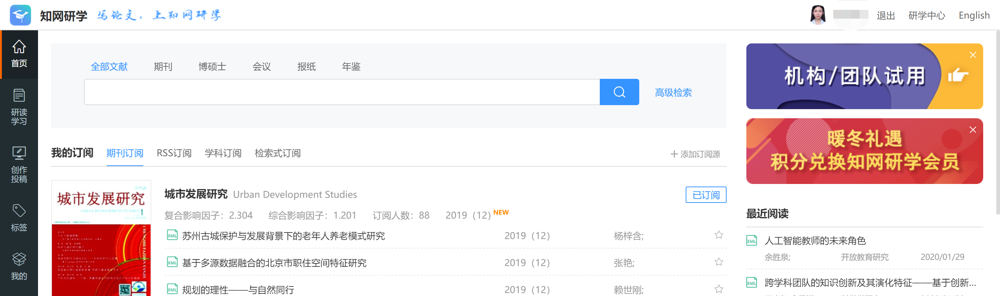 知网研学 写论文，上知网研学
退出 研学中心 English
首页
研读
学习
创作
投稿
标签
我的
全部文献 期刊 博硕士 会议 报纸 年鉴
高级检索
我的订阅 期刊订阅 RSS订阅 学科订阅 检索式订阅 添加订阅源
城市发展研究
URBAN DEVELOPMENT STUDIES 1
CHENGSHI FAZHAN YANJIU
城市发展研究 Urban Development Studies 已订阅
复合影响因子：2.304 综合影响因子：1.201 订阅人数：88 2019（12）NEW
XML 苏州古城保护与发展背景下的老年人养老模式研究 2019（12） 杨梓含;
XML 基于多源数据融合的北京市职住空间特征研究 2019（12） 张艳;
XML 规划的理性——与自然同行 2019（12） 赖世刚;
机构/团队试用
暖冬礼遇
积分兑换知网研学会员
最近阅读
XML 人工智能教师的未来角色
余胜泉; 开放教育研究 2020/01/29
XML 跨学科团队的知识创新及其演化特征——基于创新...